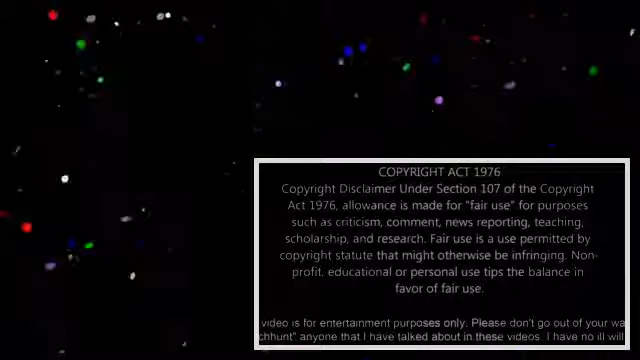 COPYRIGHT ACT 1976
Copyright Disclaimer Under Section 107 of the Copyright
Act 1976, allowance is made for "fair use" for purposes
such as criticism, comment, news reporting, teaching,
scholarship, and research. Fair use is a use permitted by
copyright statute that might otherwise be infringing. Non-
profit, educational or personal use tips the balance in
favor of fair use.
video is for entertainment purposes only. Please don't go out of your wa
chhunt" anyone that I have talked about in these videos. I have no ill will